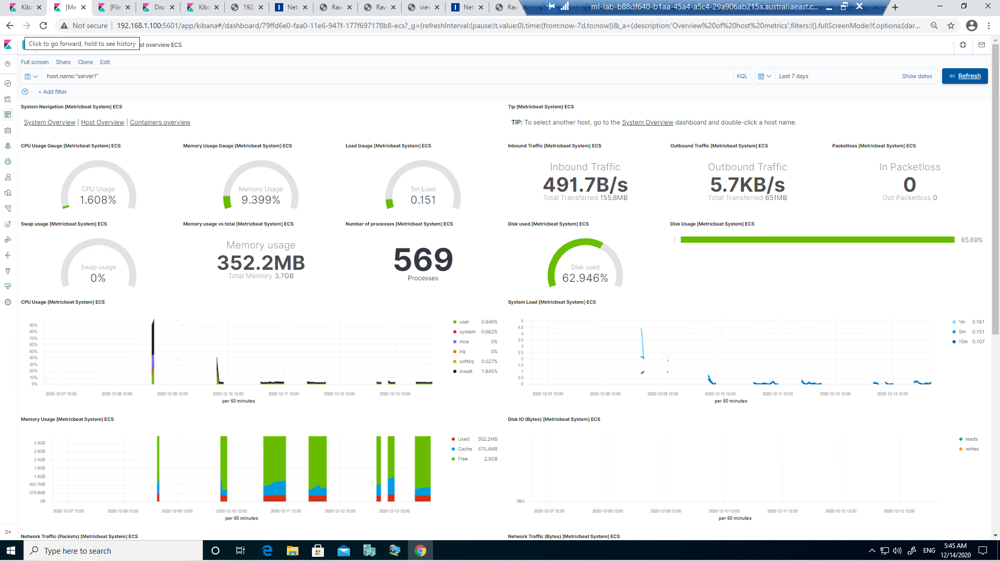 Kiba
[Me
[File
Disc
Kiba
192.
Net
Rav
Rav
view
Net
Rav
ml-lab-b88df640-b1aa-45a4-a5c4-29a906ab215a.australiaeast.c...
Not secure
192.168.1.100:5601/app/kibana#/dashboard/79ffd6e0-faa0-11e6-947f-177f697178b8-ecs?_g=(refreshInterval:(pause:!t,value:0),time:(from:now-7d,to:now))&_a=(description:'Overview%20of%20host%20metrics',filters:!(),fullScreenMode:!f,options:(dar...
Click to go forward, hold to see history
st overview ECS
Full screen Share Clone Edit
host.name:"server1"
KQL
Last 7 days
Show dates
Refresh
+ Add filter
System Navigation [Metricbeat System] ECS
System Overview | Host Overview | Containers overview
Tip [Metricbeat System] ECS
TIP: To select another host, go to the System Overview dashboard and double-click a host name.
CPU Usage Gauge [Metricbeat System] ECS
CPU Usage
1.608%
Memory Usage Gauge [Metricbeat System] ECS
Memory Usage
9.399%
Load Gauge [Metricbeat System] ECS
5m Load
0.151
Inbound Traffic [Metricbeat System] ECS
Inbound Traffic
491.7B/s
Total Transferred 155.8MB
Outbound Traffic [Metricbeat System] ECS
Outbound Traffic
5.7KB/s
Total Transferred 651MB
Packetloss [Metricbeat System] ECS
In Packetloss
0
Out Packetloss 0
Swap usage [Metricbeat System] ECS
Swap usage
0%
Memory usage vs total [Metricbeat System] ECS
Memory usage
352.2MB
Total Memory 3.7GB
Number of processes [Metricbeat System] ECS
569
Processes
Disk used [Metricbeat System] ECS
Disk used
62.946%
Disk Usage [Metricbeat System] ECS
/ 65.69%
CPU Usage [Metricbeat System] ECS
90%
80%
70%
60%
50%
40%
30%
20%
10%
0%
2020-12-07 12:00 2020-12-08 12:00 2020-12-09 12:00 2020-12-10 12:00 2020-12-11 12:00 2020-12-12 12:00 2020-12-13 12:00
per 60 minutes
user 0.946%
system 0.662%
nice 0%
irq 0%
softirq 0.027%
iowait 1.845%
System Load [Metricbeat System] ECS
5
4.5
4
3.5
3
2.5
2
1.5
1
0.5
0
2020-12-07 12:00 2020-12-08 12:00 2020-12-09 12:00 2020-12-10 12:00 2020-12-11 12:00 2020-12-12 12:00 2020-12-13 12:00
per 60 minutes
1m 0.161
5m 0.151
15m 0.107
Memory Usage [Metricbeat System] ECS
3.3GB
2.8GB
2.3GB
1.9GB
1.4GB
953.7MB
476.8MB
0B
2020-12-07 12:00 2020-12-08 12:00 2020-12-09 12:00 2020-12-10 12:00 2020-12-11 12:00 2020-12-12 12:00 2020-12-13 12:00
per 60 minutes
Used 352.2MB
Cache 475.4MB
Free 2.9GB
Disk IO (Bytes) [Metricbeat System] ECS
0B/s
2020-12-07 12:00 2020-12-08 12:00 2020-12-09 12:00 2020-12-10 12:00 2020-12-11 12:00 2020-12-12 12:00 2020-12-13 12:00
per 60 minutes
reads
writes
Network Traffic (Packets) [Metricbeat System] ECS
Network Traffic (Bytes) [Metricbeat System] ECS
Type here to search
ENG
5:45 AM
12/14/2020